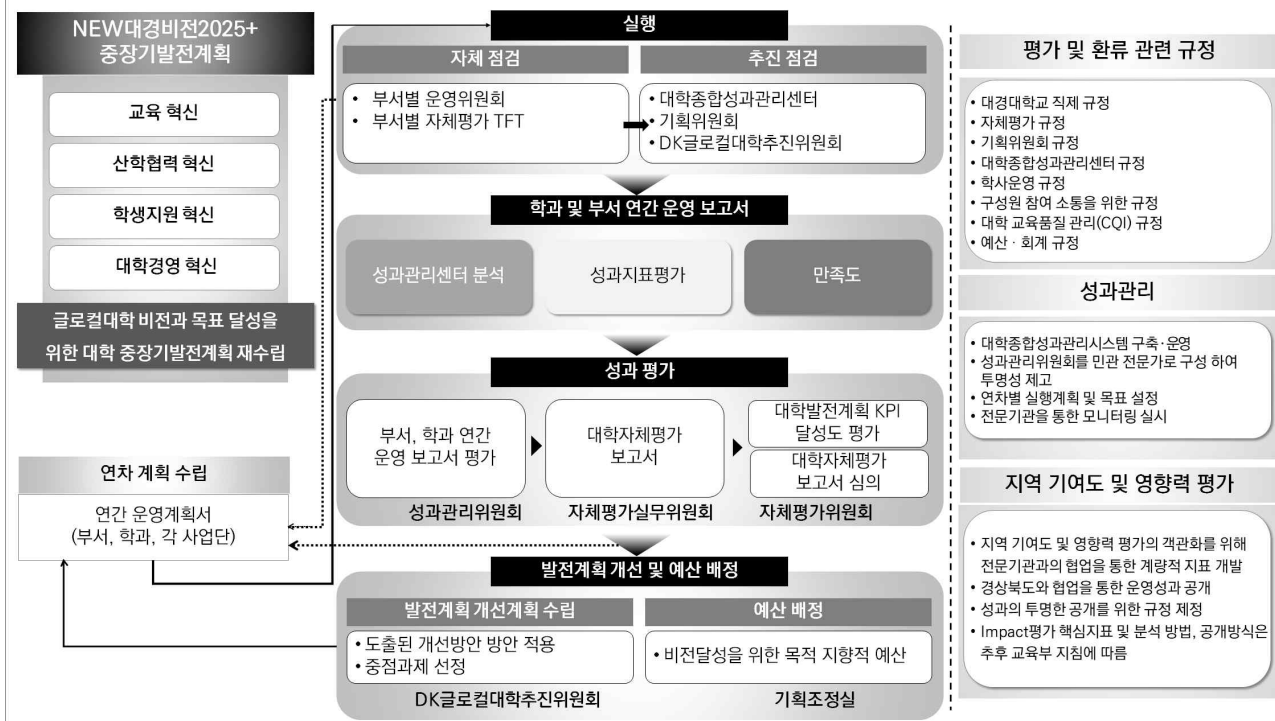 NEW대경비전2025+
중장기발전계획
교육 혁신
산학협력 혁신
학생지원 혁신
대학경영 혁신
글로컬대학 비전과 목표 달성을
위한 대학 중장기발전계획 재수립
연차 계획 수립
연간 운영계획서
(부서, 학과, 각 사업단)
실행
자체 점검
• 부서별 운영위원회
• 부서별 자체평가 TFT
추진 점검
• 대학종합성과관리센터
• 기획위원회
• DK글로컬대학추진위원회
학과 및 부서 연간 운영 보고서
성과관리센터 분석
성과지표평가
만족도
성과 평가
부서, 학과 연간
운영 보고서 평가
성과관리위원회
대학자체평가
보고서
자체평가실무위원회
대학발전계획 KPI
달성도 평가
대학자체평가
보고서 심의
자체평가위원회
발전계획 개선 및 예산 배정
발전계획 개선계획 수립
• 도출된 개선방안 방안 적용
• 중점과제 선정
DK글로컬대학추진위원회
예산 배정
• 비전달성을 위한 목적 지향적 예산
기획조정실
평가 및 환류 관련 규정
• 대경대학교 직제 규정
• 자체평가 규정
• 기획위원회 규정
• 대학종합성과관리센터 규정
• 학사운영 규정
• 구성원 참여 소통을 위한 규정
• 대학 교육품질 관리(CQI) 규정
• 예산 · 회계 규정
성과관리
• 대학종합성과관리시스템 구축·운영
• 성과관리위원회를 민관 전문가로 구성 하여
투명성 제고
• 연차별 실행계획 및 목표 설정
• 전문기관을 통한 모니터링 실시
지역 기여도 및 영향력 평가
• 지역 기여도 및 영향력 평가의 객관화를 위해
전문기관과의 협업을 통한 계량적 지표 개발
• 경상북도와 협업을 통한 운영성과 공개
• 성과의 투명한 공개를 위한 규정 제정
• Impact평가 핵심지표 및 분석 방법, 공개방식은
추후 교육부 지침에 따름